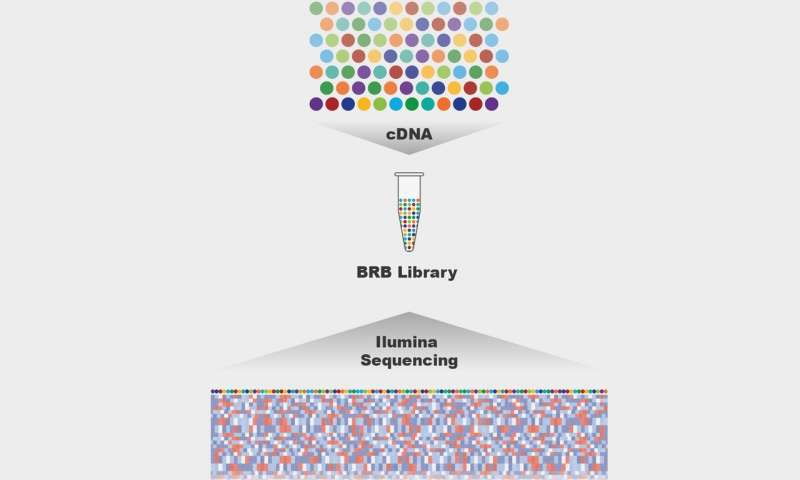 cDNA
BRB Library
Ilumina
Sequencing